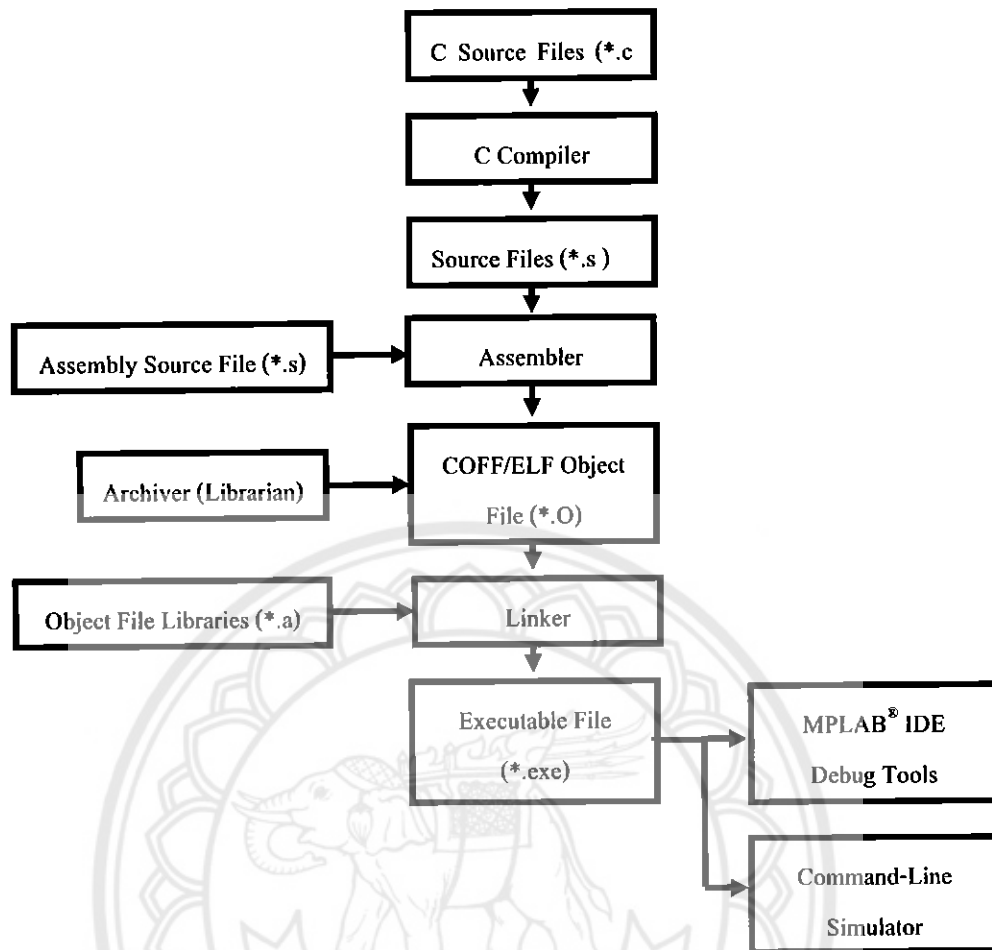 C Source Files (*.c
C Compiler
Source Files (*.s )
Assembly Source File (*.s)
Assembler
Archiver (Librarian)
COFF/ELF Object
File (*.O)
Object File Libraries (*.a)
Linker
Executable File
(*.exe)
MPLAB® IDE
Debug Tools
Command-Line
Simulator